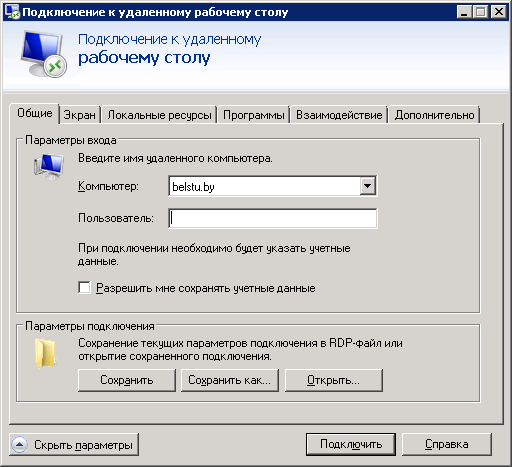 Подключение к удаленному рабочему столу
Подключение к удаленному
рабочему столу
Общие Экран Локальные ресурсы Программы Взаимодействие Дополнительно
Параметры входа
Введите имя удаленного компьютера.
Компьютер: belstu.by
Пользователь:
При подключении необходимо будет указать учетные
данные.
Разрешить мне сохранять учетные данные
Параметры подключения
Сохранение текущих параметров подключения в RDP-файл или
открытие сохраненного подключения.
Сохранить Сохранить как... Открыть...
Скрыть параметры Подключить Справка